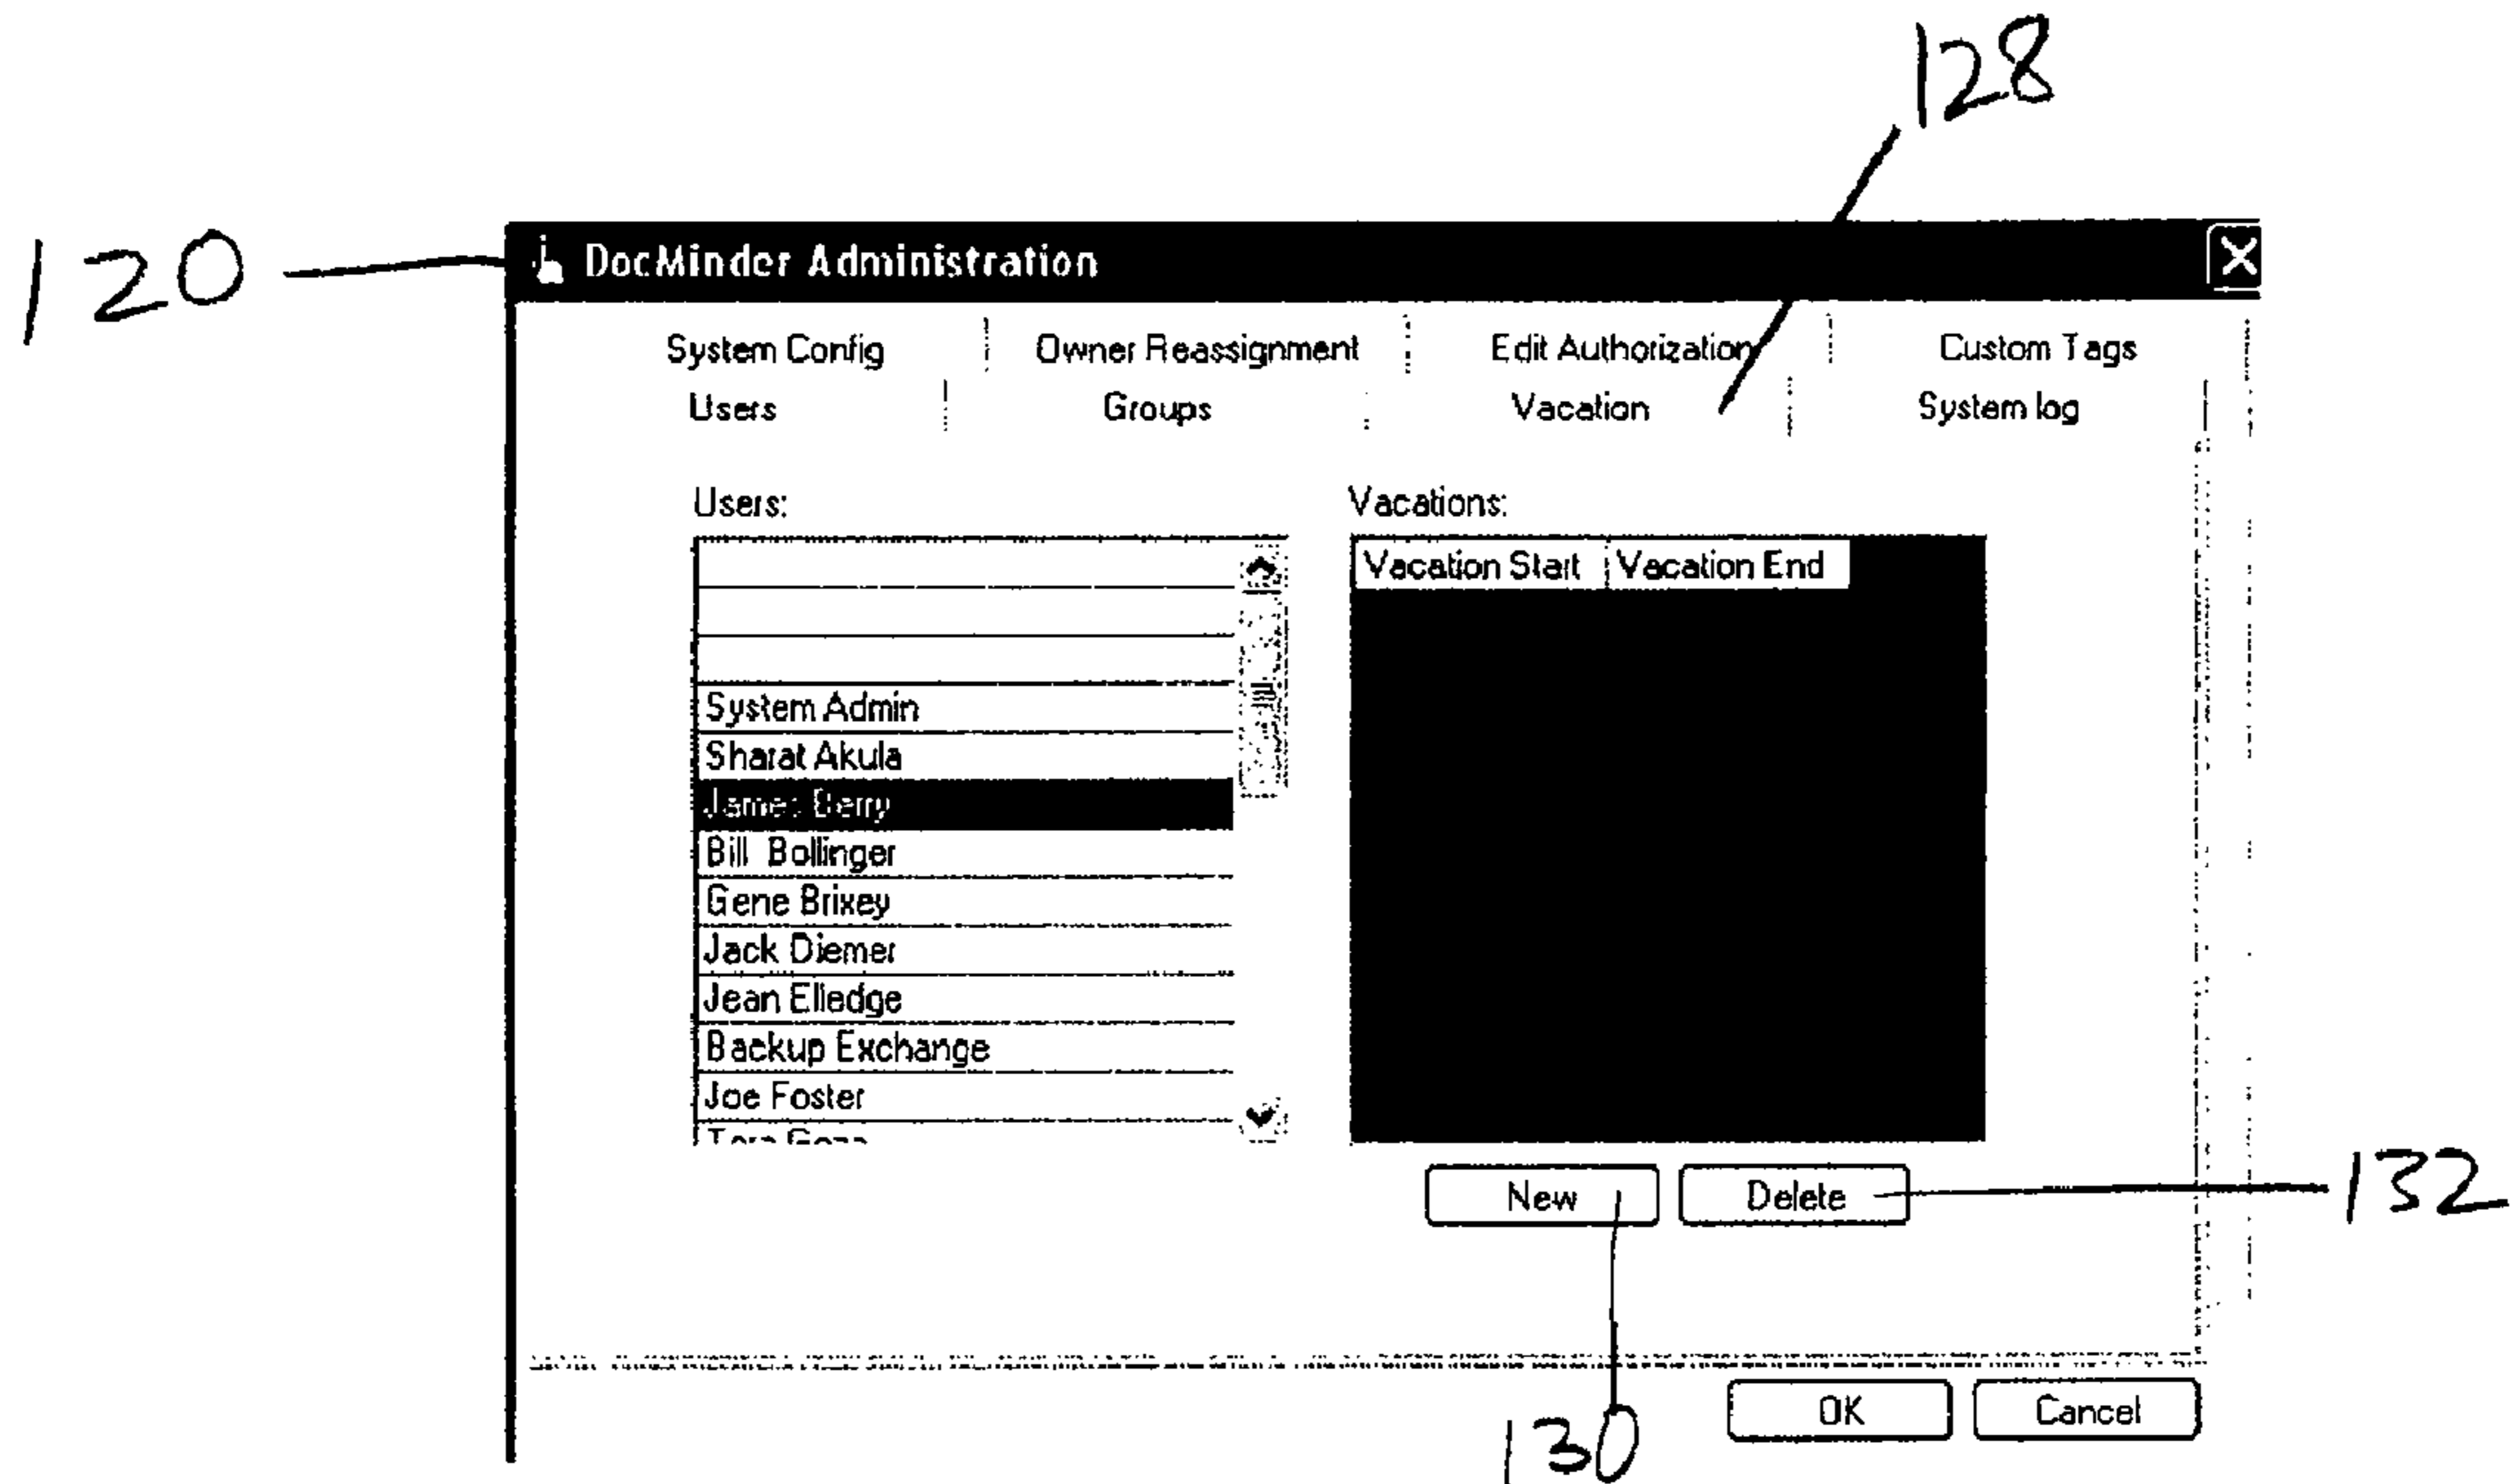 128
120
DocMinder Administration
System Config Owner Reassignment Edit Authorization Custom Tags
Users Groups Vacation System log
Users: Vacations:
Vacation Start Vacation End
System Admin
Sharat Akula
James Berry
Bill Bollinger
Gene Brixey
Jack Diemer
Jean Elledge
Backup Exchange
Joe Foster
New Delete 132
OK Cancel
130